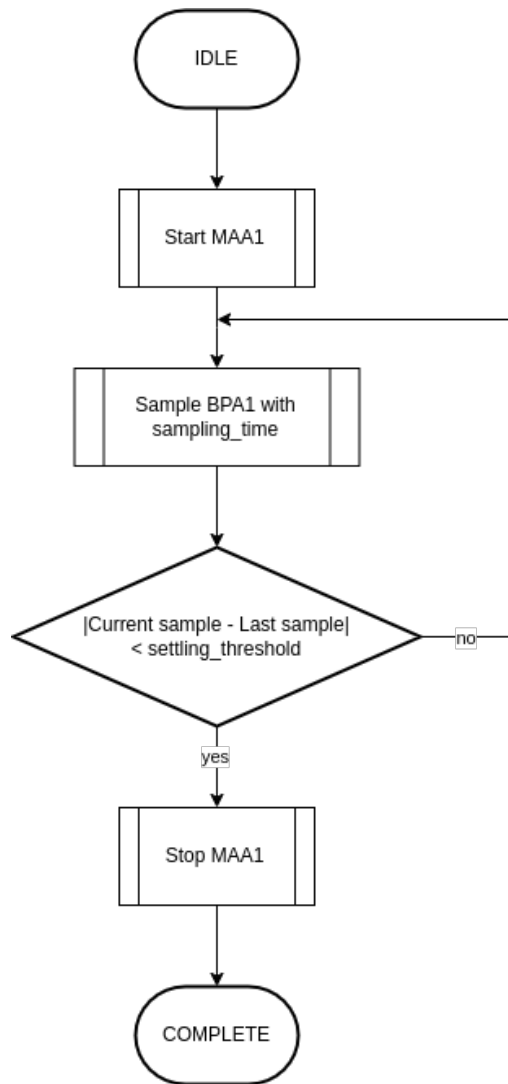 IDLE
Start MAA1
Sample BPA1 with
sampling_time
|Current sample - Last sample|
< settling_threshold
no
yes
Stop MAA1
COMPLETE